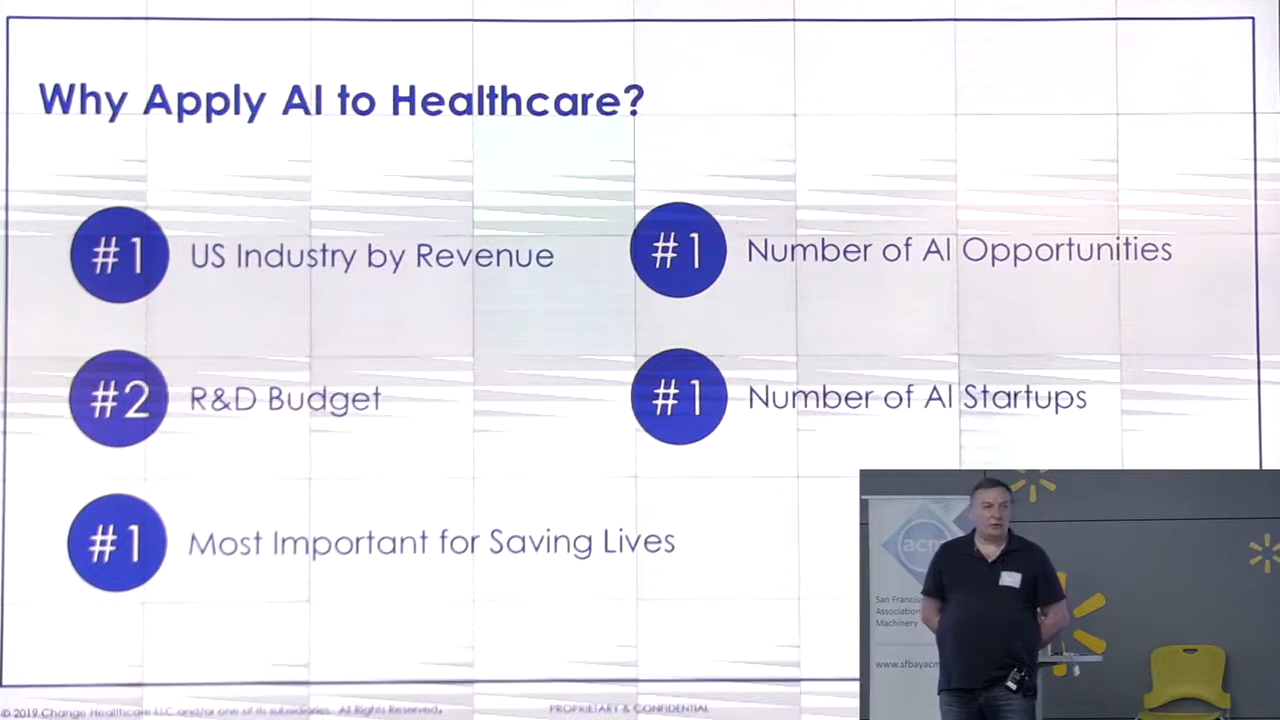 Why Apply AI to Healthcare?
#1 US Industry by Revenue
#1 Number of AI Opportunities
#2 R&D Budget
#1 Number of AI Startups
#1 Most Important for Saving Lives
© 2019 Change Healthcare LLC and/or one of its subsidiaries. All Rights Reserved.
PROPRIETARY & CONFIDENTIAL
acm
San Francis
Association
Machinery
www.sfbayacm